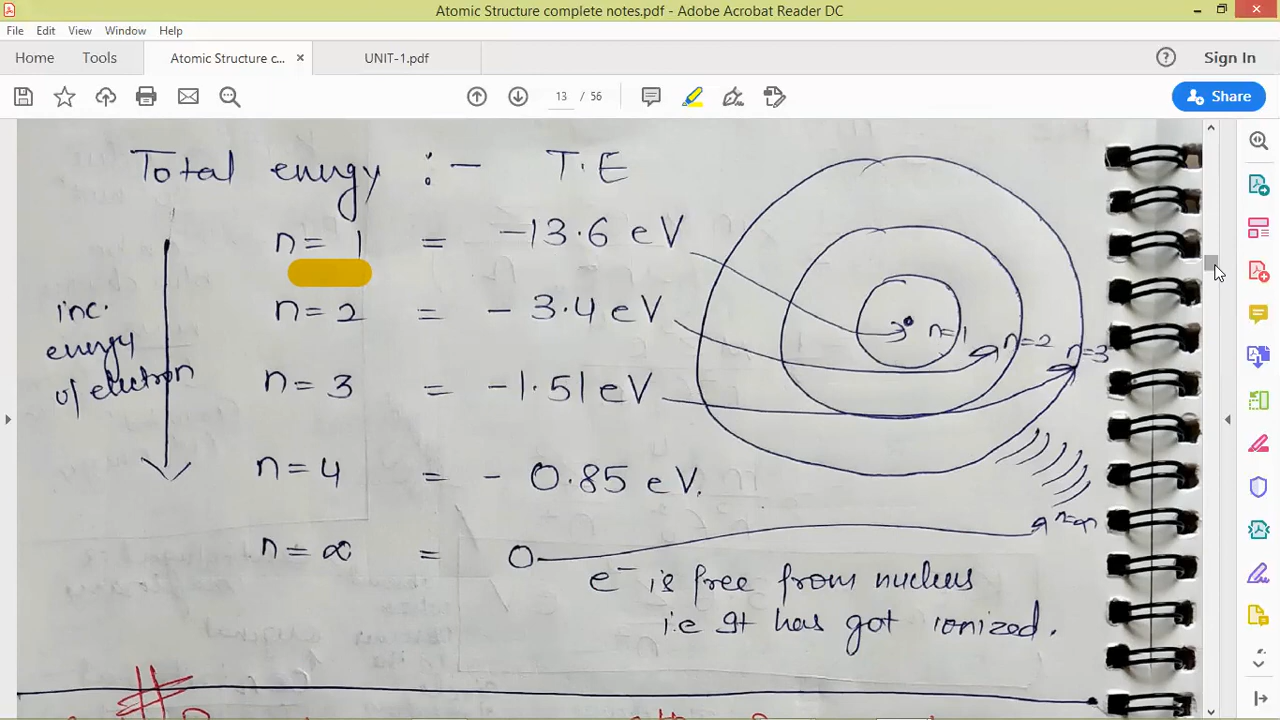 Atomic Structure complete notes.pdf - Adobe Acrobat Reader DC
File Edit View Window Help
Home Tools Atomic Structure c... × UNIT-1.pdf Sign In
13 / 56 Share
Total energy :- T.E
n = 1 = -13.6 eV
n = 2 = - 3.4 eV
n = 3 = -1.51 eV
n = 4 = - 0.85 eV.
n = ∞ = 0
e⁻ is free from nucleus
i.e It has got ionized.
inc.
energy
of electron
n=1
n=2
n=3
n=∞
#